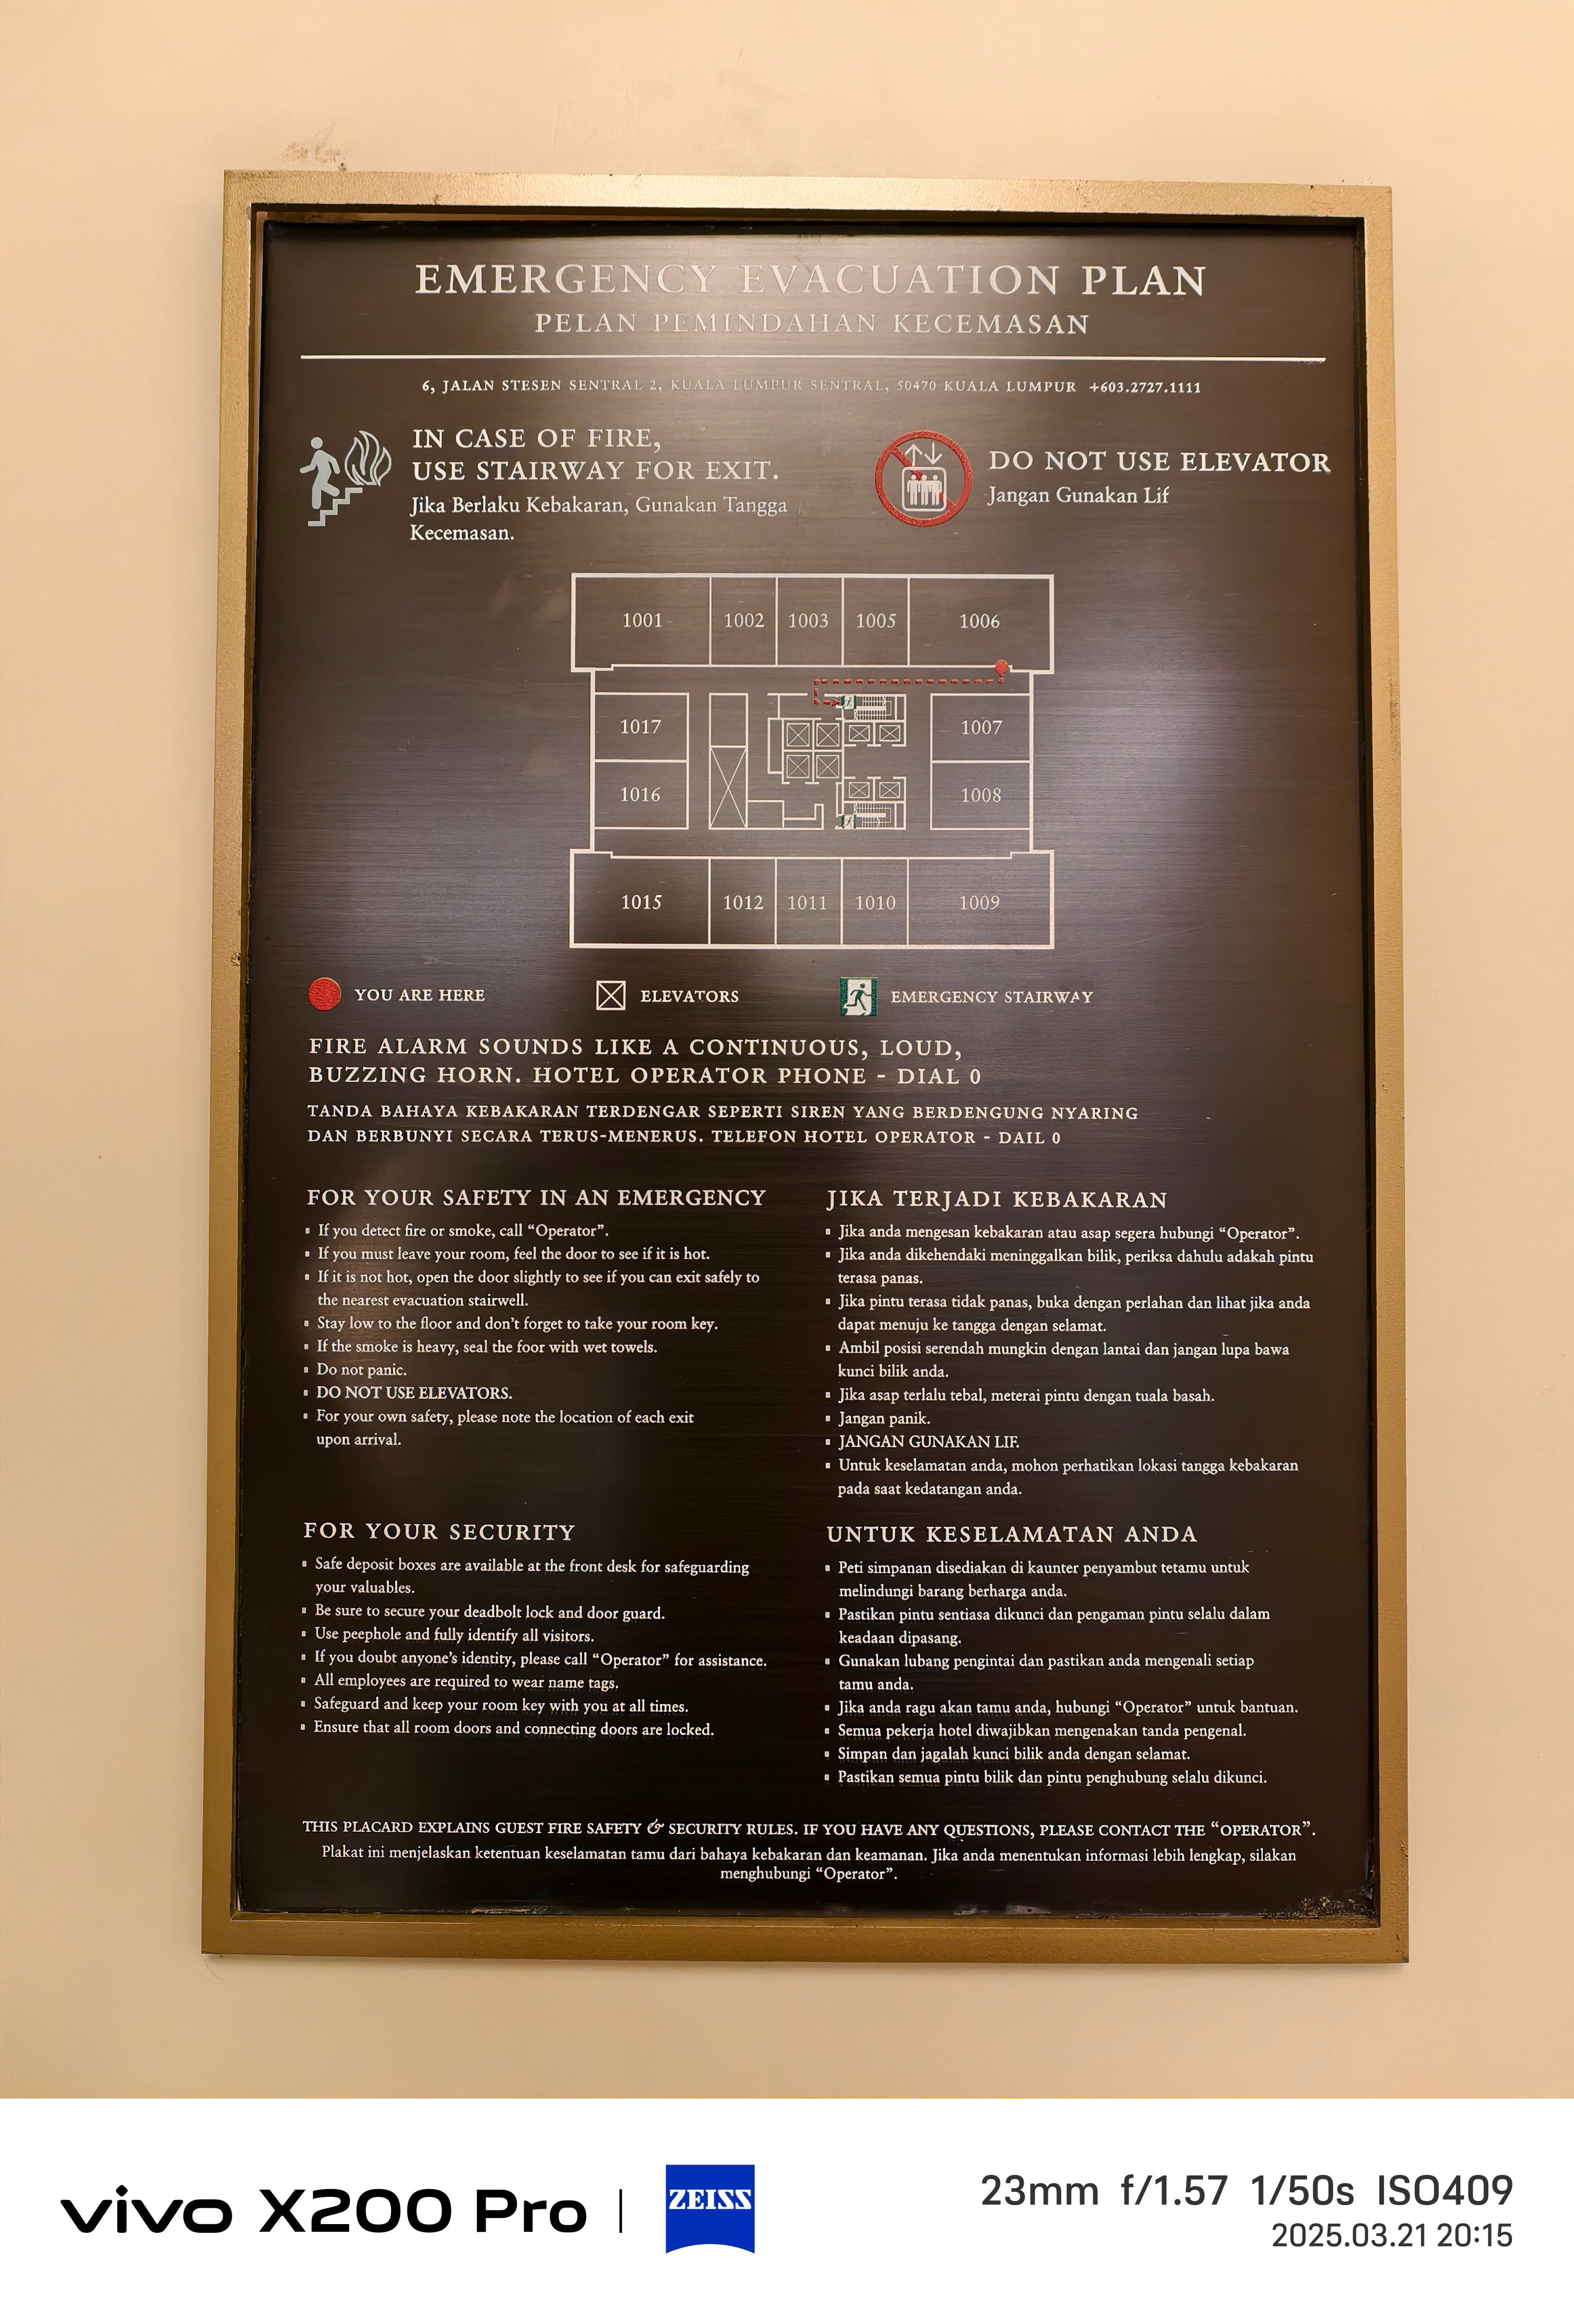 EMERGENCY EVACUATION PLAN
PELAN PEMINDAHAN KECEMASAN
6, JALAN STESEN SENTRAL 2, KUALA LUMPUR SENTRAL, 50470 KUALA LUMPUR +603.2727.1111
IN CASE OF FIRE,
USE STAIRWAY FOR EXIT.
Jika Berlaku Kebakaran, Gunakan Tangga
Kecemasan.
DO NOT USE ELEVATOR
Jangan Gunakan Lif
1001 1002 1003 1005 1006
1017 1007
1016 1008
1015 1012 1011 1010 1009
YOU ARE HERE ELEVATORS EMERGENCY STAIRWAY
FIRE ALARM SOUNDS LIKE A CONTINUOUS, LOUD,
BUZZING HORN. HOTEL OPERATOR PHONE - DIAL 0
TANDA BAHAYA KEBAKARAN TERDENGAR SEPERTI SIREN YANG BERDENGUNG NYARING
DAN BERBUNYI SECARA TERUS-MENERUS. TELEFON HOTEL OPERATOR - DAIL 0
FOR YOUR SAFETY IN AN EMERGENCY
▪ If you detect fire or smoke, call “Operator”.
▪ If you must leave your room, feel the door to see if it is hot.
▪ If it is not hot, open the door slightly to see if you can exit safely to
the nearest evacuation stairwell.
▪ Stay low to the floor and don’t forget to take your room key.
▪ If the smoke is heavy, seal the foor with wet towels.
▪ Do not panic.
▪ DO NOT USE ELEVATORS.
▪ For your own safety, please note the location of each exit
upon arrival.
JIKA TERJADI KEBAKARAN
▪ Jika anda mengesan kebakaran atau asap segera hubungi “Operator”.
▪ Jika anda dikehendaki meninggalkan bilik, periksa dahulu adakah pintu
terasa panas.
▪ Jika pintu terasa tidak panas, buka dengan perlahan dan lihat jika anda
dapat menuju ke tangga dengan selamat.
▪ Ambil posisi serendah mungkin dengan lantai dan jangan lupa bawa
kunci bilik anda.
▪ Jika asap terlalu tebal, meterai pintu dengan tuala basah.
▪ Jangan panik.
▪ JANGAN GUNAKAN LIF.
▪ Untuk keselamatan anda, mohon perhatikan lokasi tangga kebakaran
pada saat kedatangan anda.
FOR YOUR SECURITY
▪ Safe deposit boxes are available at the front desk for safeguarding
your valuables.
▪ Be sure to secure your deadbolt lock and door guard.
▪ Use peephole and fully identify all visitors.
▪ If you doubt anyone’s identity, please call “Operator” for assistance.
▪ All employees are required to wear name tags.
▪ Safeguard and keep your room key with you at all times.
▪ Ensure that all room doors and connecting doors are locked.
UNTUK KESELAMATAN ANDA
▪ Peti simpanan disediakan di kaunter penyambut tetamu untuk
melindungi barang berharga anda.
▪ Pastikan pintu sentiasa dikunci dan pengaman pintu selalu dalam
keadaan dipasang.
▪ Gunakan lubang pengintai dan pastikan anda mengenali setiap
tamu anda.
▪ Jika anda ragu akan tamu anda, hubungi “Operator” untuk bantuan.
▪ Semua pekerja hotel diwajibkan mengenakan tanda pengenal.
▪ Simpan dan jagalah kunci bilik anda dengan selamat.
▪ Pastikan semua pintu bilik dan pintu penghubung selalu dikunci.
THIS PLACARD EXPLAINS GUEST FIRE SAFETY & SECURITY RULES. IF YOU HAVE ANY QUESTIONS, PLEASE CONTACT THE “OPERATOR”.
Plakat ini menjelaskan ketentuan keselamatan tamu dari bahaya kebakaran dan keamanan. Jika anda menentukan informasi lebih lengkap, silakan
menghubungi “Operator”.
vivo X200 Pro | ZEISS
23mm f/1.57 1/50s ISO409
2025.03.21 20:15